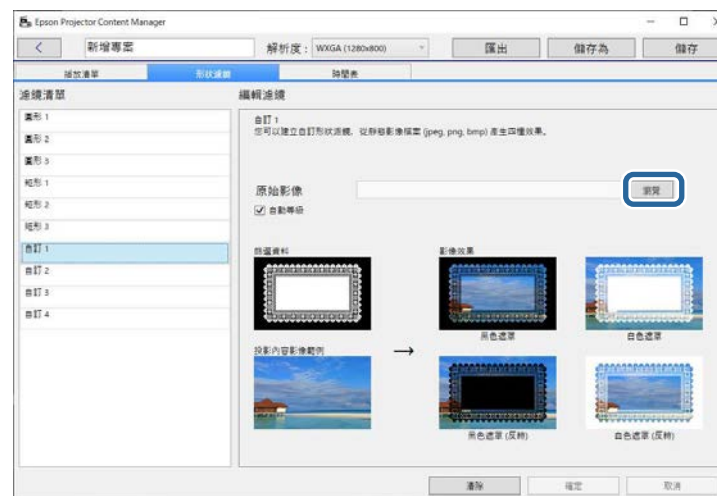 Epson Projector Content Manager
新增專案 解析度： WXGA (1280x800) 匯出 儲存為 儲存
播放清單 形狀濾鏡 時間表
濾鏡清單
圓形 1
圓形 2
圓形 3
矩形 1
矩形 2
矩形 3
自訂 1
自訂 2
自訂 3
自訂 4
編輯濾鏡
自訂 1
您可以建立自訂形狀濾鏡，從靜態影像檔案 (jpeg, png, bmp) 產生四種效果。
原始影像 瀏覽
自動等級
篩選資料 影像效果
黑色遮罩 白色遮罩
投影內容影像範例
黑色遮罩 (反轉) 白色遮罩 (反轉)
清除 確定 取消